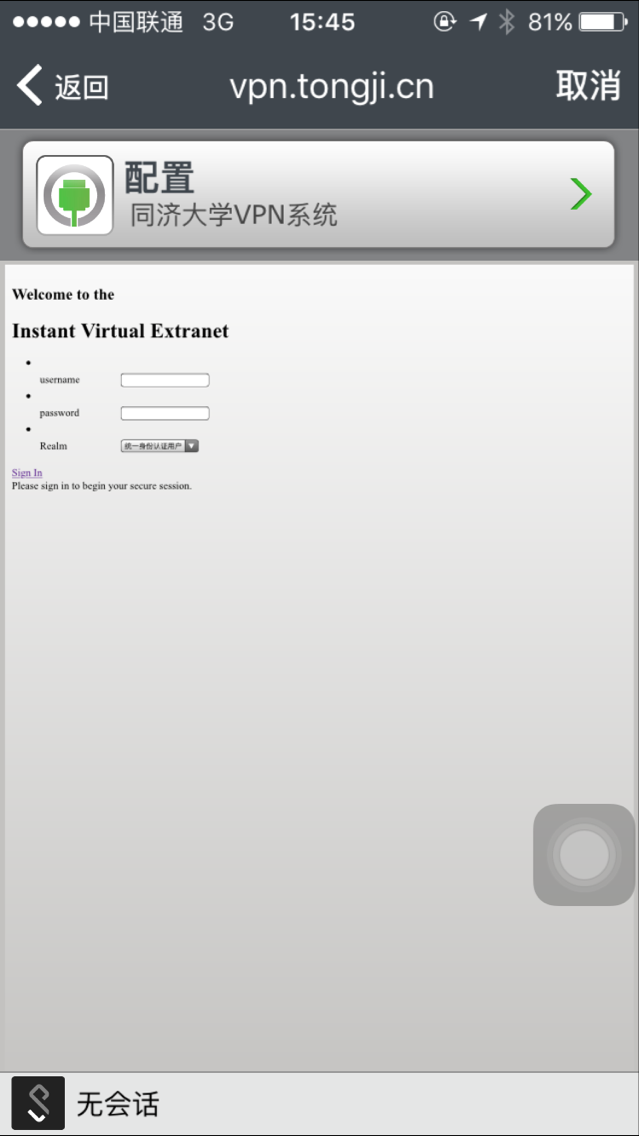 中国联通 3G 15:45 81%
返回 vpn.tongji.cn 取消
配置
同济大学VPN系统
Welcome to the
Instant Virtual Extranet
username
password
Realm 统一身份认证用户
Sign In
Please sign in to begin your secure session.
无会话